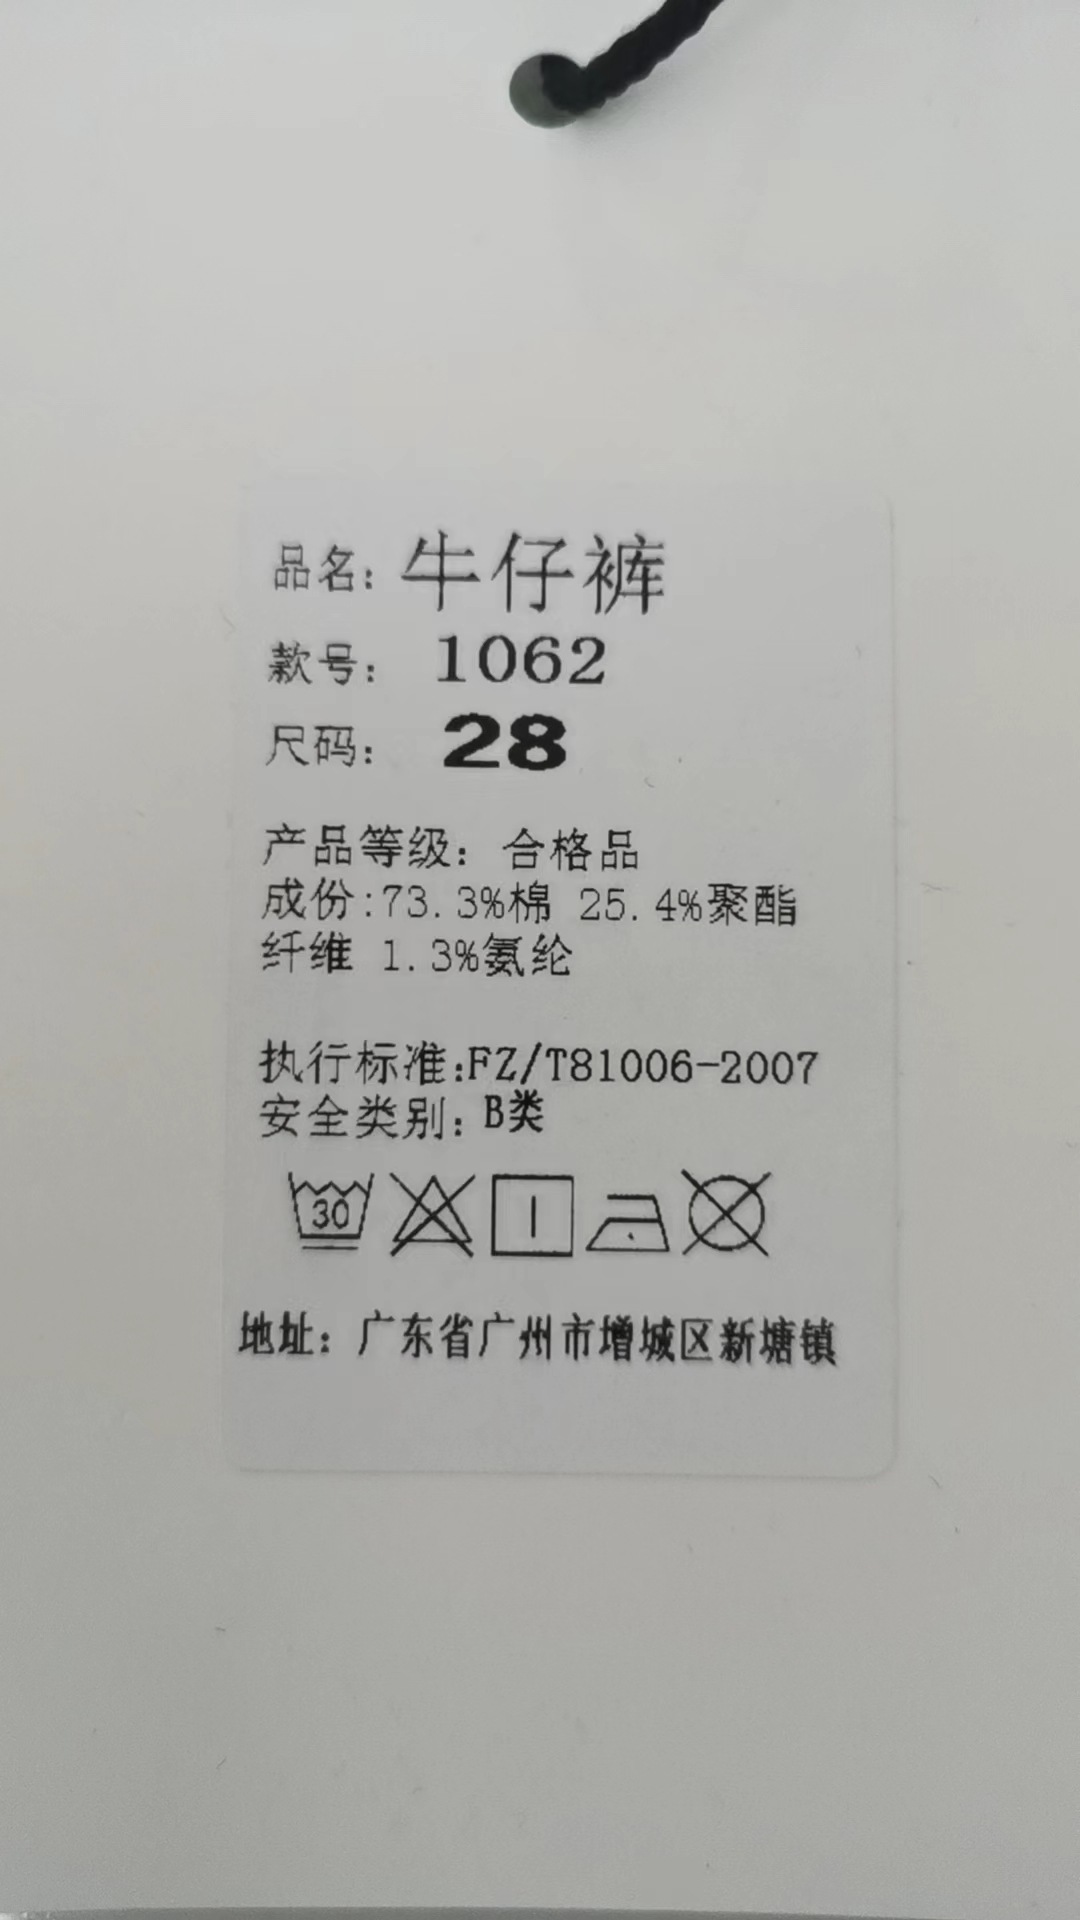 品名：牛仔裤
款号： 1062
尺码： 28
产品等级： 合格品
成份:73.3%棉 25.4%聚酯
纤维 1.3%氨纶
执行标准:FZ/T81006-2007
安全类别：B类
30
地址：广东省广州市增城区新塘镇